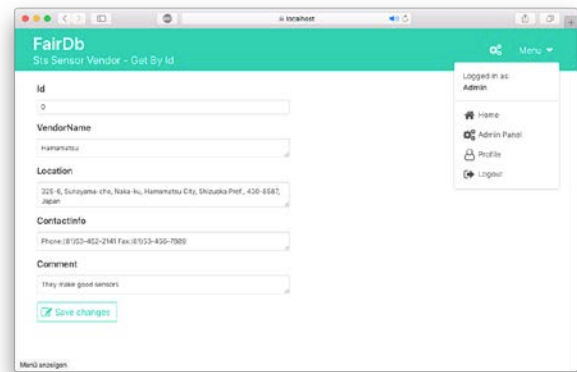 localhost
FairDb
Sts Sensor Vendor - Get By Id
Menu
Logged in as
Admin
Home
Admin Panel
Profile
Logout
Id
0
VendorName
Hamamatsu
Location
325-6, Sunayama-cho, Naka-ku, Hamamatsu City, Shizuoka Pref., 430-8587,
Japan
ContactInfo
Phone:(81)53-452-2141 Fax:(81)53-456-7889
Comment
They make good sensors
Save changes
Menü anzeigen